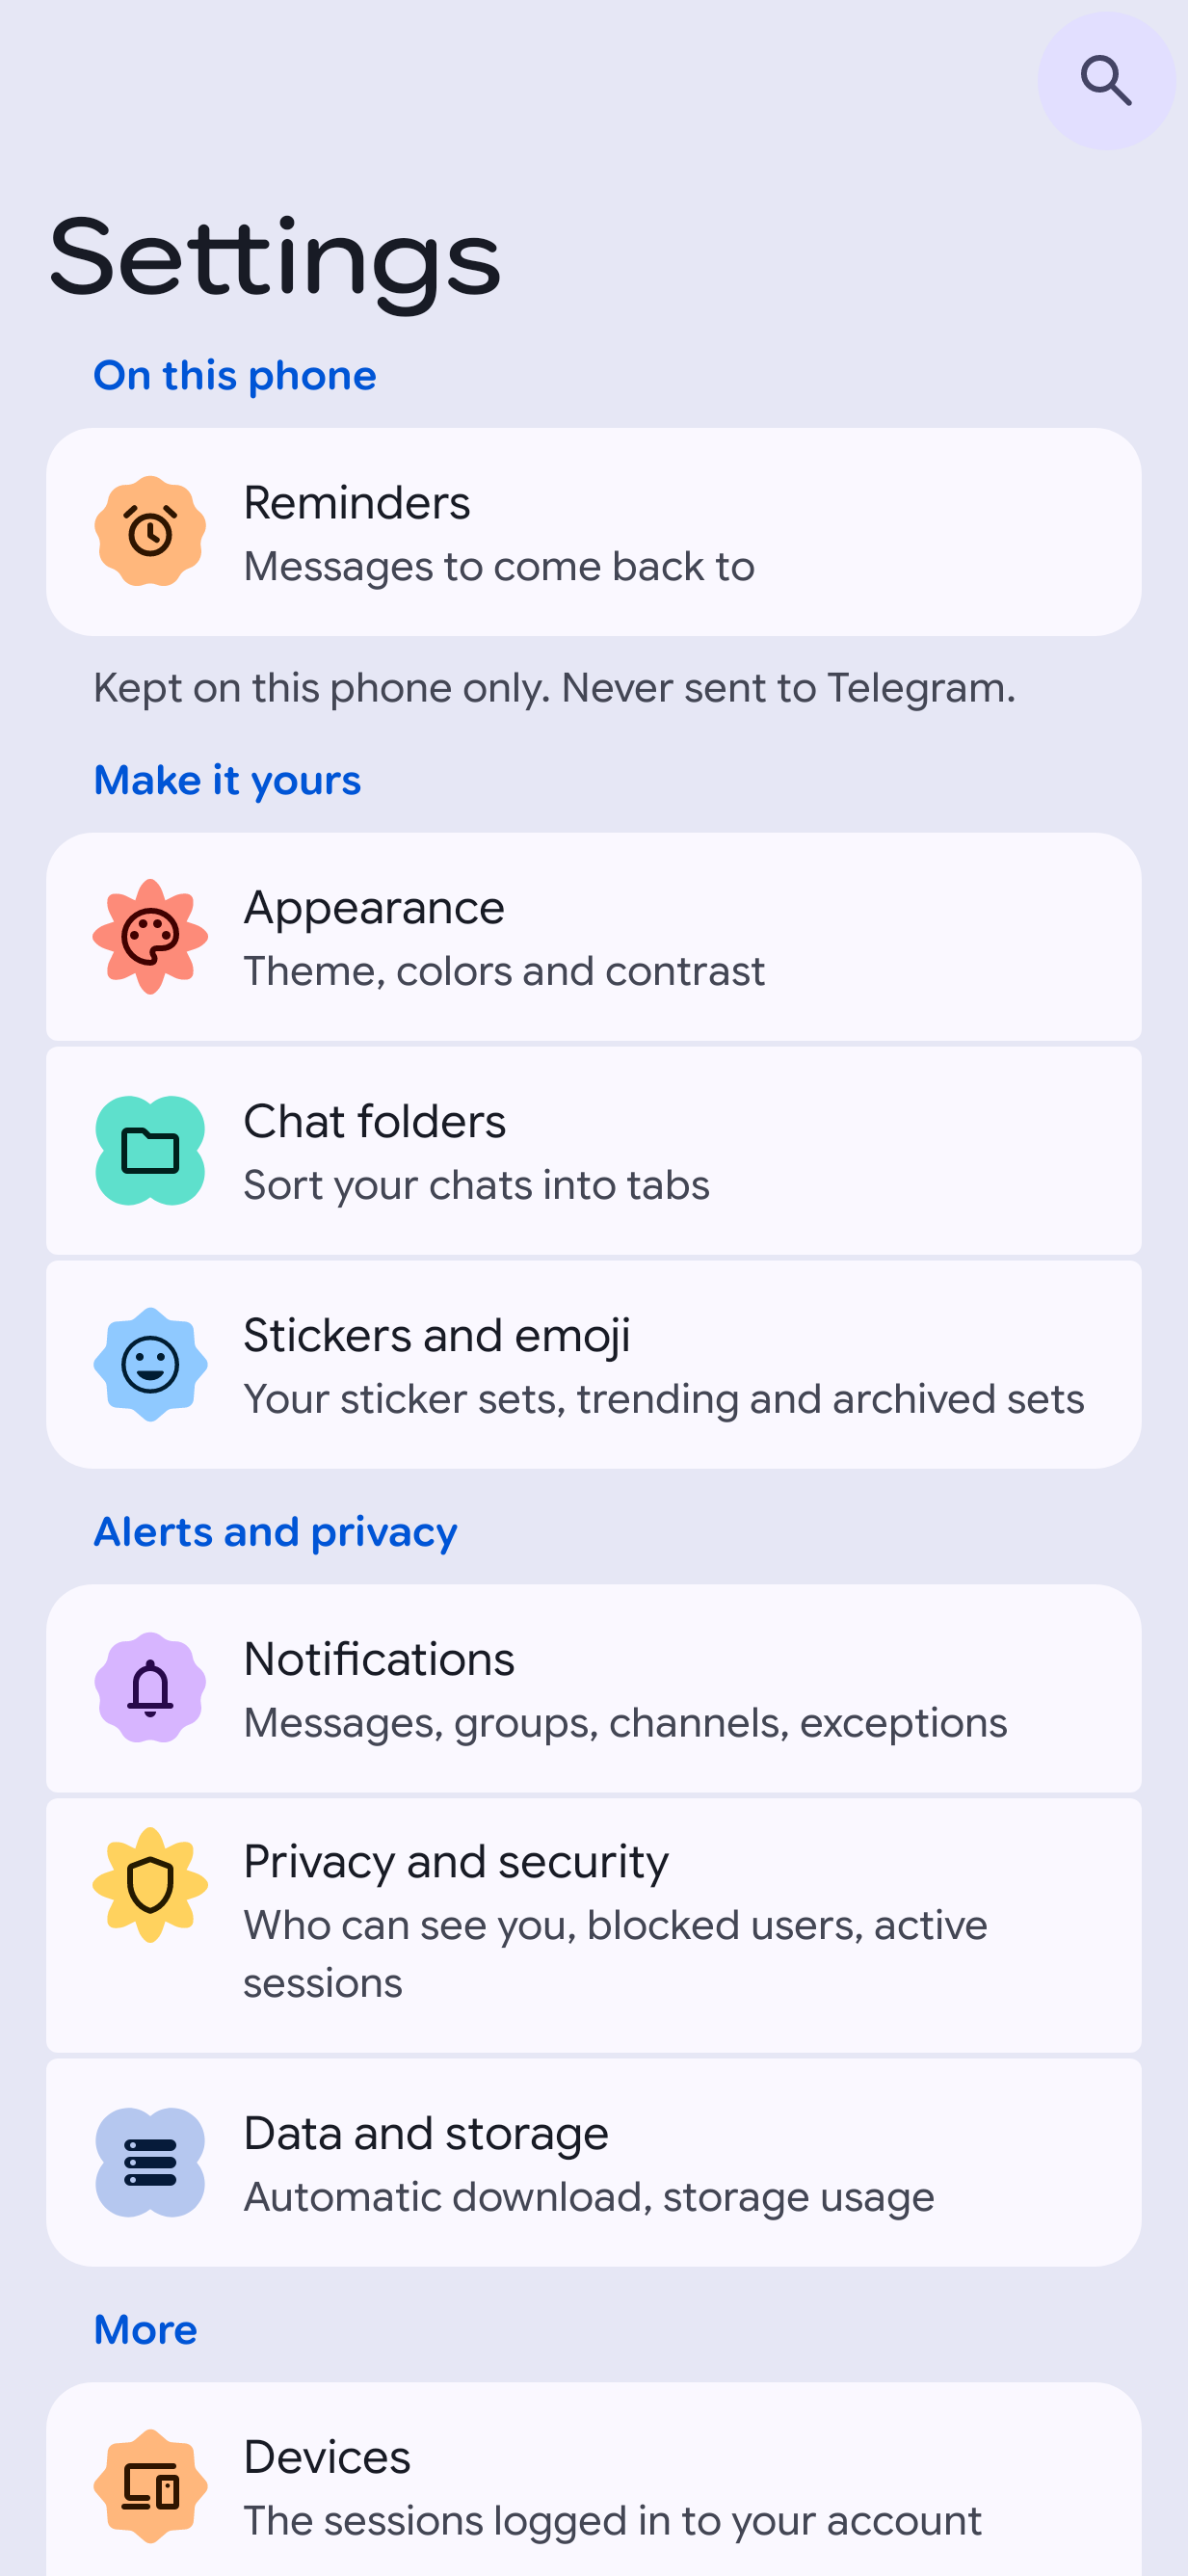 Settings
On this phone
Reminders
Messages to come back to
Kept on this phone only. Never sent to Telegram.
Make it yours
Appearance
Theme, colors and contrast
Chat folders
Sort your chats into tabs
Stickers and emoji
Your sticker sets, trending and archived sets
Alerts and privacy
Notifications
Messages, groups, channels, exceptions
Privacy and security
Who can see you, blocked users, active
sessions
Data and storage
Automatic download, storage usage
More
Devices
The sessions logged in to your account